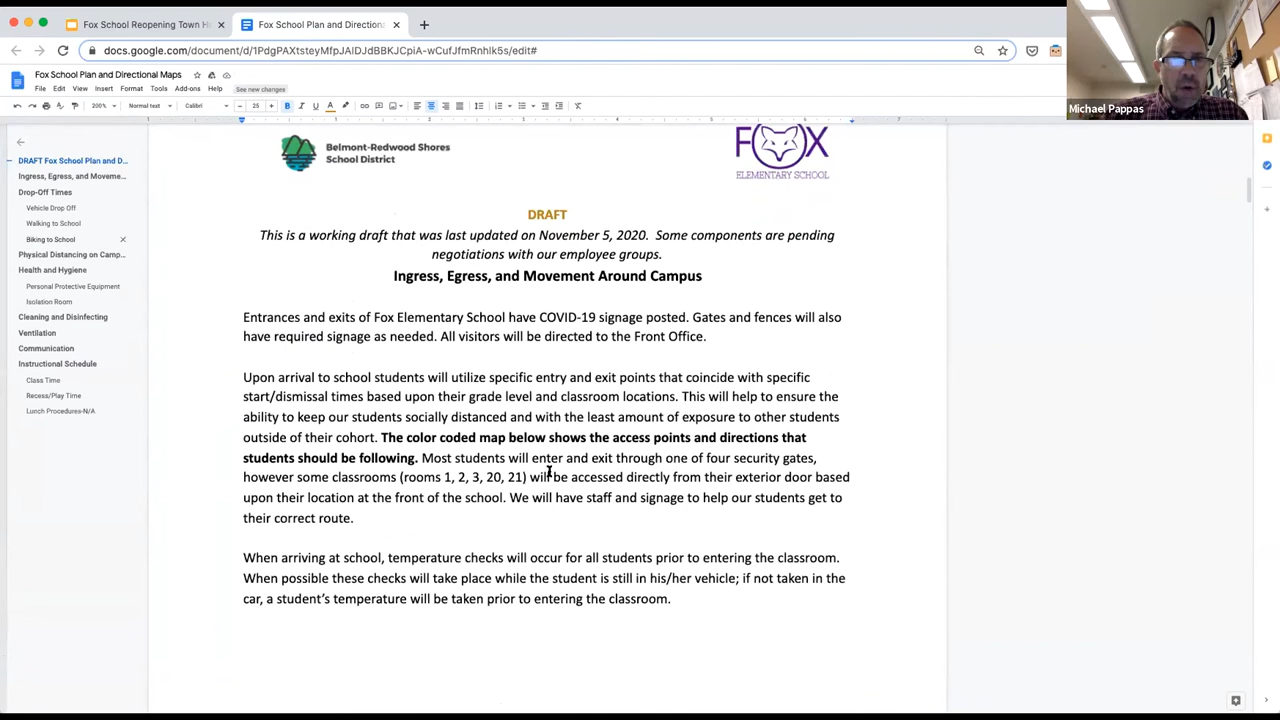 Fox School Reopening Town H
Fox School Plan and Direction
docs.google.com/document/d/1PdgPAXtsteyMfpJAlDJdBBKJCpiA-wCufJfmRnhlk5s/edit#
Michael Pappas
Fox School Plan and Directional Maps
File Edit View Insert Format Tools Add-ons Help See new changes
200% Normal text Calibri 25 B I U A
DRAFT Fox School Plan and D...
Ingress, Egress, and Moveme...
Drop-Off Times
Vehicle Drop Off
Walking to School
Biking to School
Physical Distancing on Camp...
Health and Hygiene
Personal Protective Equipment
Isolation Room
Cleaning and Disinfecting
Ventilation
Communication
Instructional Schedule
Class Time
Recess/Play Time
Lunch Procedures-N/A
Belmont-Redwood Shores
School District
FOX
ELEMENTARY SCHOOL
DRAFT
This is a working draft that was last updated on November 5, 2020. Some components are pending
negotiations with our employee groups.
Ingress, Egress, and Movement Around Campus
Entrances and exits of Fox Elementary School have COVID-19 signage posted. Gates and fences will also
have required signage as needed. All visitors will be directed to the Front Office.
Upon arrival to school students will utilize specific entry and exit points that coincide with specific
start/dismissal times based upon their grade level and classroom locations. This will help to ensure the
ability to keep our students socially distanced and with the least amount of exposure to other students
outside of their cohort. The color coded map below shows the access points and directions that
students should be following. Most students will enter and exit through one of four security gates,
however some classrooms (rooms 1, 2, 3, 20, 21) will be accessed directly from their exterior door based
upon their location at the front of the school. We will have staff and signage to help our students get to
their correct route.
When arriving at school, temperature checks will occur for all students prior to entering the classroom.
When possible these checks will take place while the student is still in his/her vehicle; if not taken in the
car, a student's temperature will be taken prior to entering the classroom.